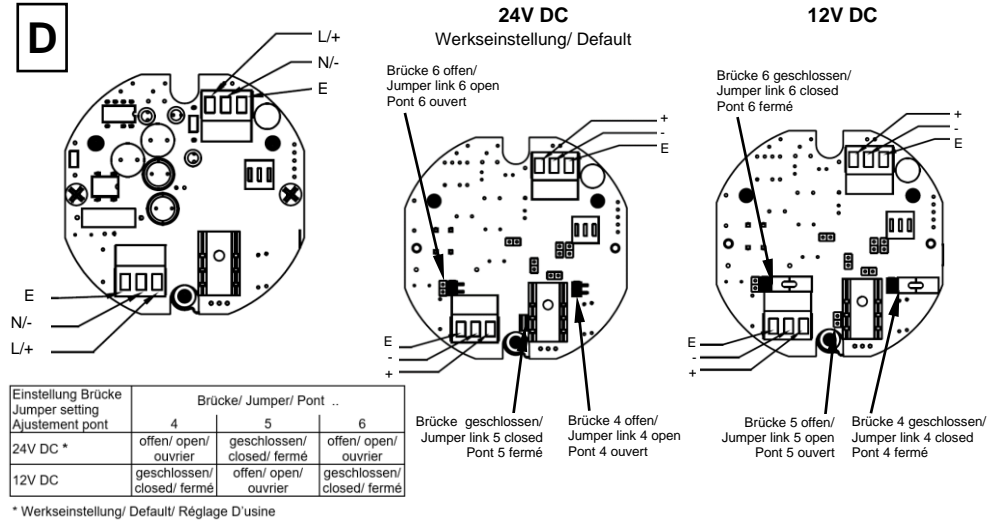 D
L/+
N/-
E
E
N/-
L/+
24V DC
Werkseinstellung/ Default
Brücke 6 offen/
Jumper link 6 open
Pont 6 ouvert
+
-
E
E
-
+
Brücke geschlossen/
Jumper link 5 closed
Pont 5 fermé
Brücke 4 offen/
Jumper link 4 open
Pont 4 ouvert
12V DC
Brücke 6 geschlossen/
Jumper link 6 closed
Pont 6 fermé
+
-
E
E
-
+
Brücke 5 offen/
Jumper link 5 open
Pont 5 ouvert
Brücke 4 geschlossen/
Jumper link 4 closed
Pont 4 fermé
Einstellung Brücke
Jumper setting
Ajustement pont
Brücke/ Jumper/ Pont ..
4 5 6
24V DC *
offen/ open/
ouvrier
geschlossen/
closed/ fermé
offen/ open/
ouvrier
12V DC
geschlossen/
closed/ fermé
offen/ open/
ouvrier
geschlossen/
closed/ fermé
* Werkseinstellung/ Default/ Réglage D'usine